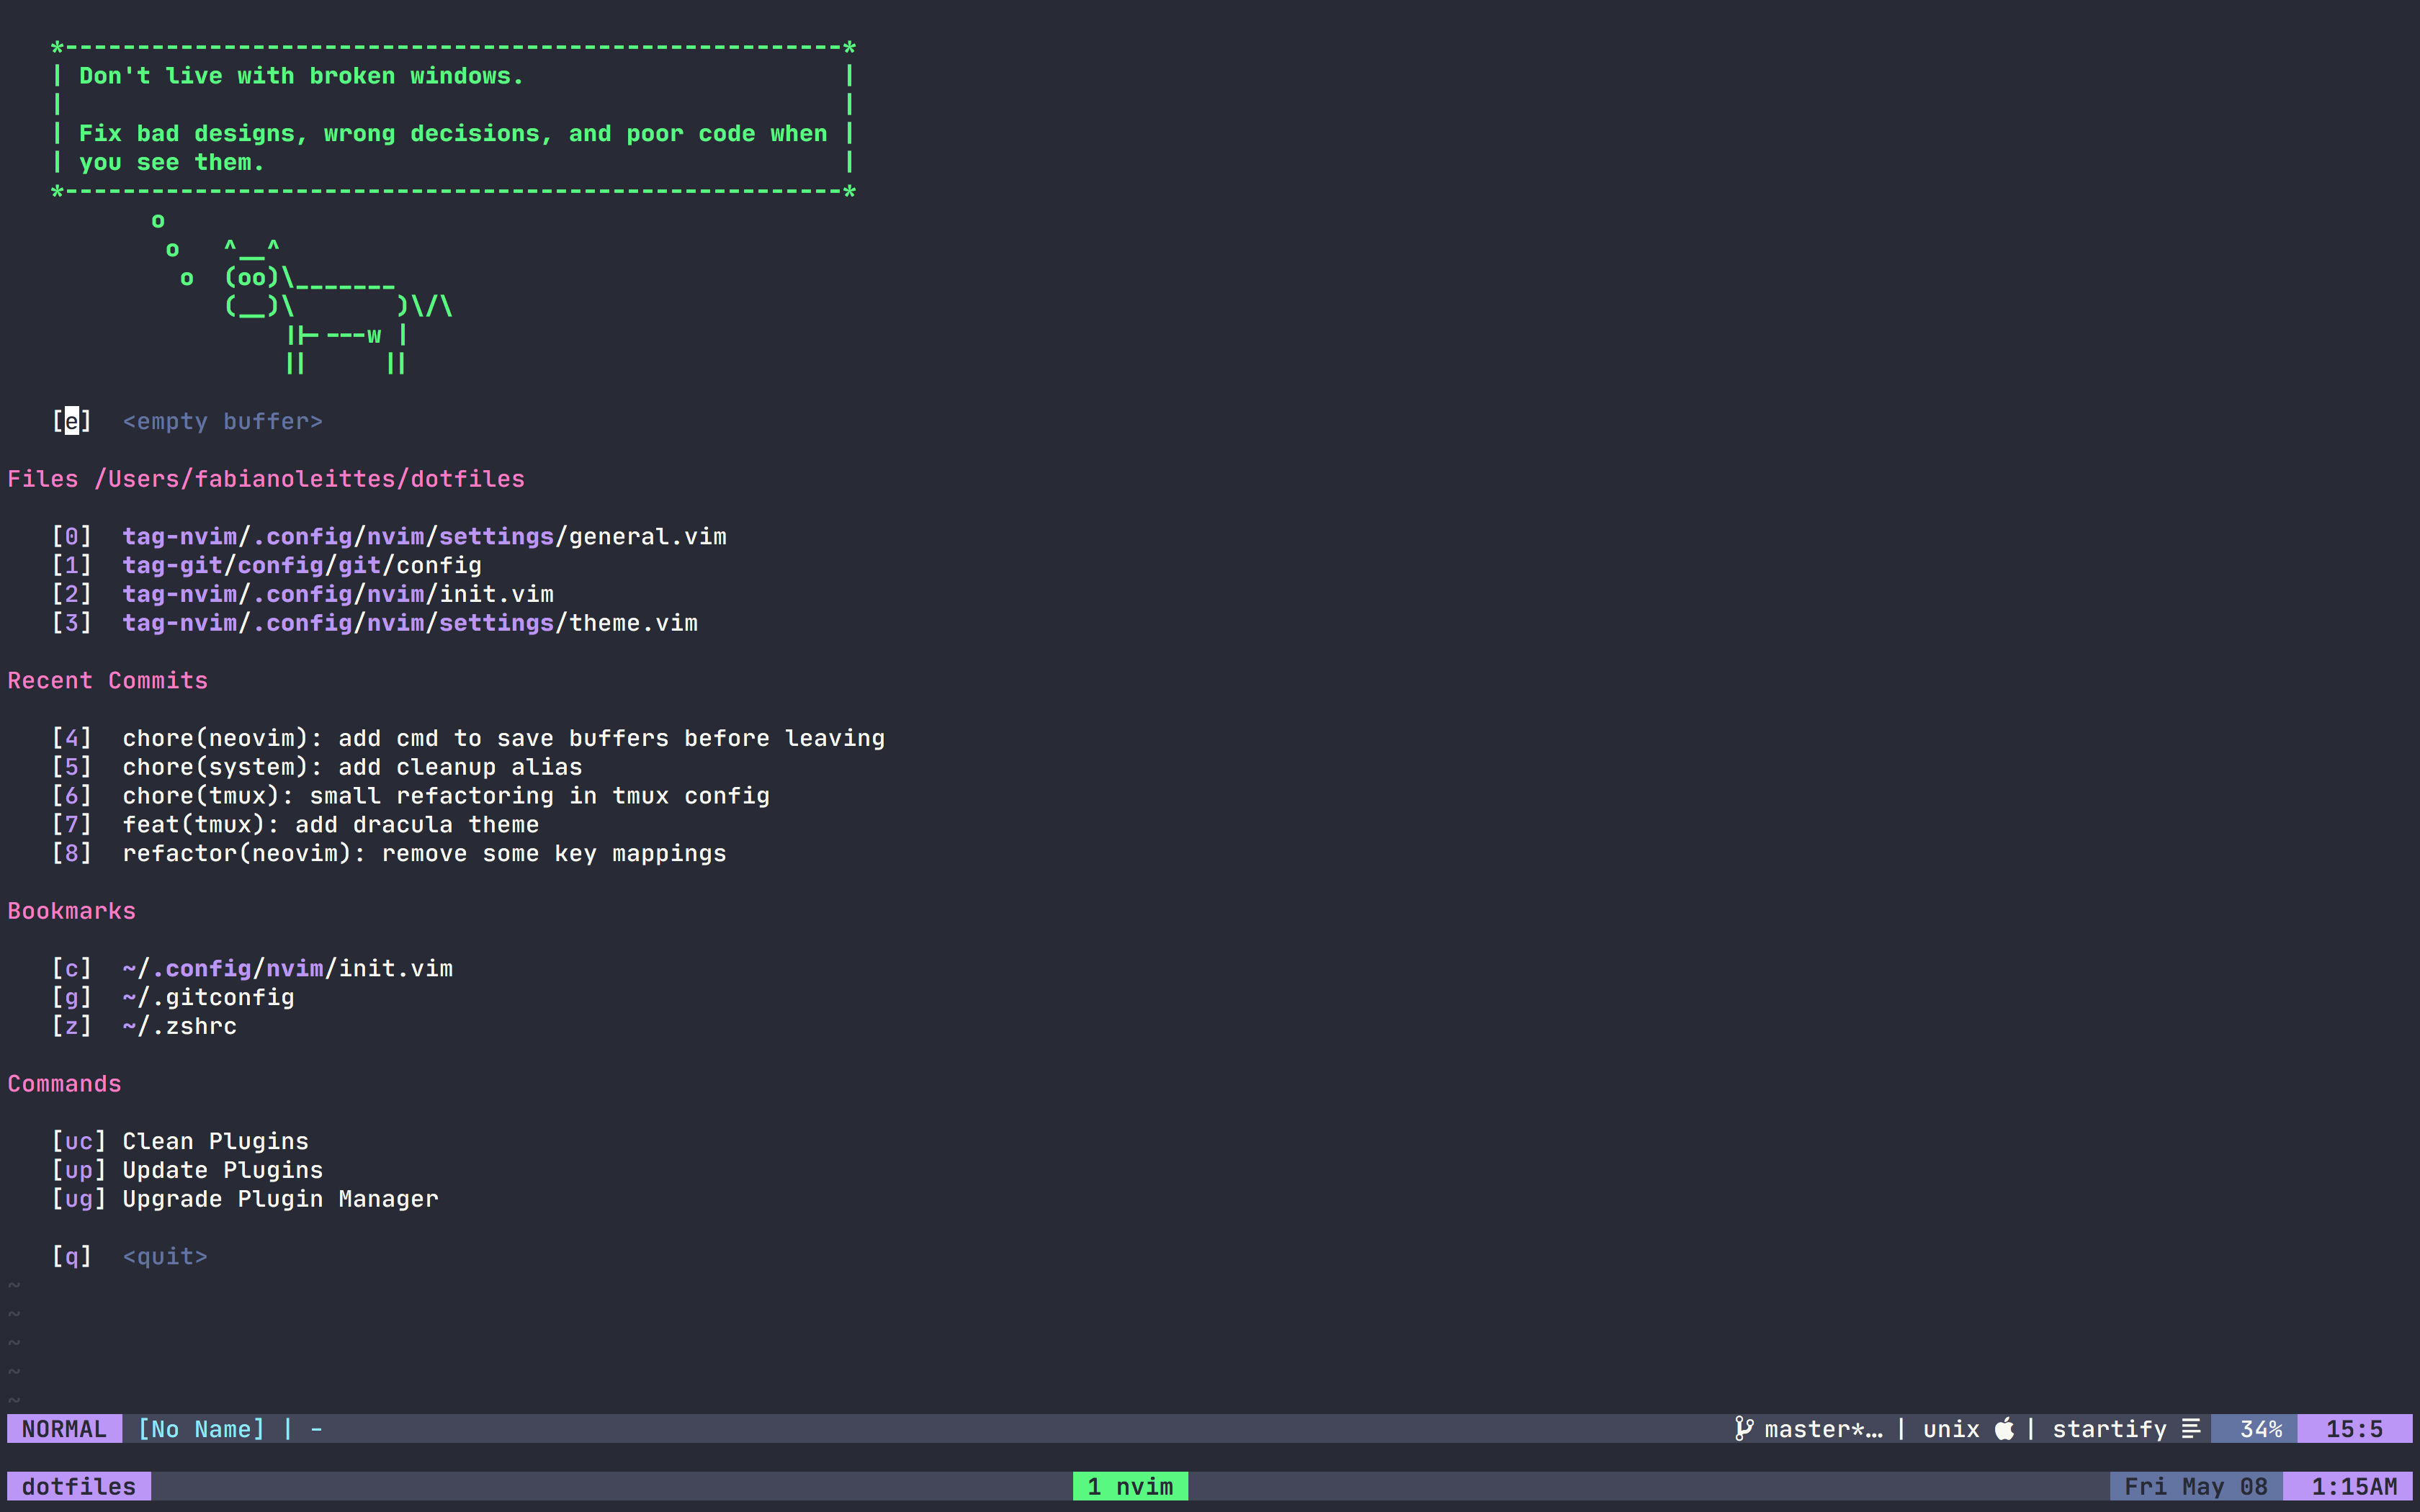 *------------------------------------------------------*
| Don't live with broken windows.                      |
|                                                      |
| Fix bad designs, wrong decisions, and poor code when |
| you see them.                                        |
*------------------------------------------------------*
       o
        o   ^__^
         o  (oo)\_______
            (__)\       )\/\
                ||----w |
                ||     ||
[e]  <empty buffer>
Files /Users/fabianoleittes/dotfiles
[0]  tag-nvim/.config/nvim/settings/general.vim
[1]  tag-git/config/git/config
[2]  tag-nvim/.config/nvim/init.vim
[3]  tag-nvim/.config/nvim/settings/theme.vim
Recent Commits
[4]  chore(neovim): add cmd to save buffers before leaving
[5]  chore(system): add cleanup alias
[6]  chore(tmux): small refactoring in tmux config
[7]  feat(tmux): add dracula theme
[8]  refactor(neovim): remove some key mappings
Bookmarks
[c]  ~/.config/nvim/init.vim
[g]  ~/.gitconfig
[z]  ~/.zshrc
Commands
[uc] Clean Plugins
[up] Update Plugins
[ug] Upgrade Plugin Manager
[q]  <quit>
~
~
~
~
~
NORMAL [No Name] | - master*… | unix | startify 34% 15:5
dotfiles 1 nvim Fri May 08 1:15AM